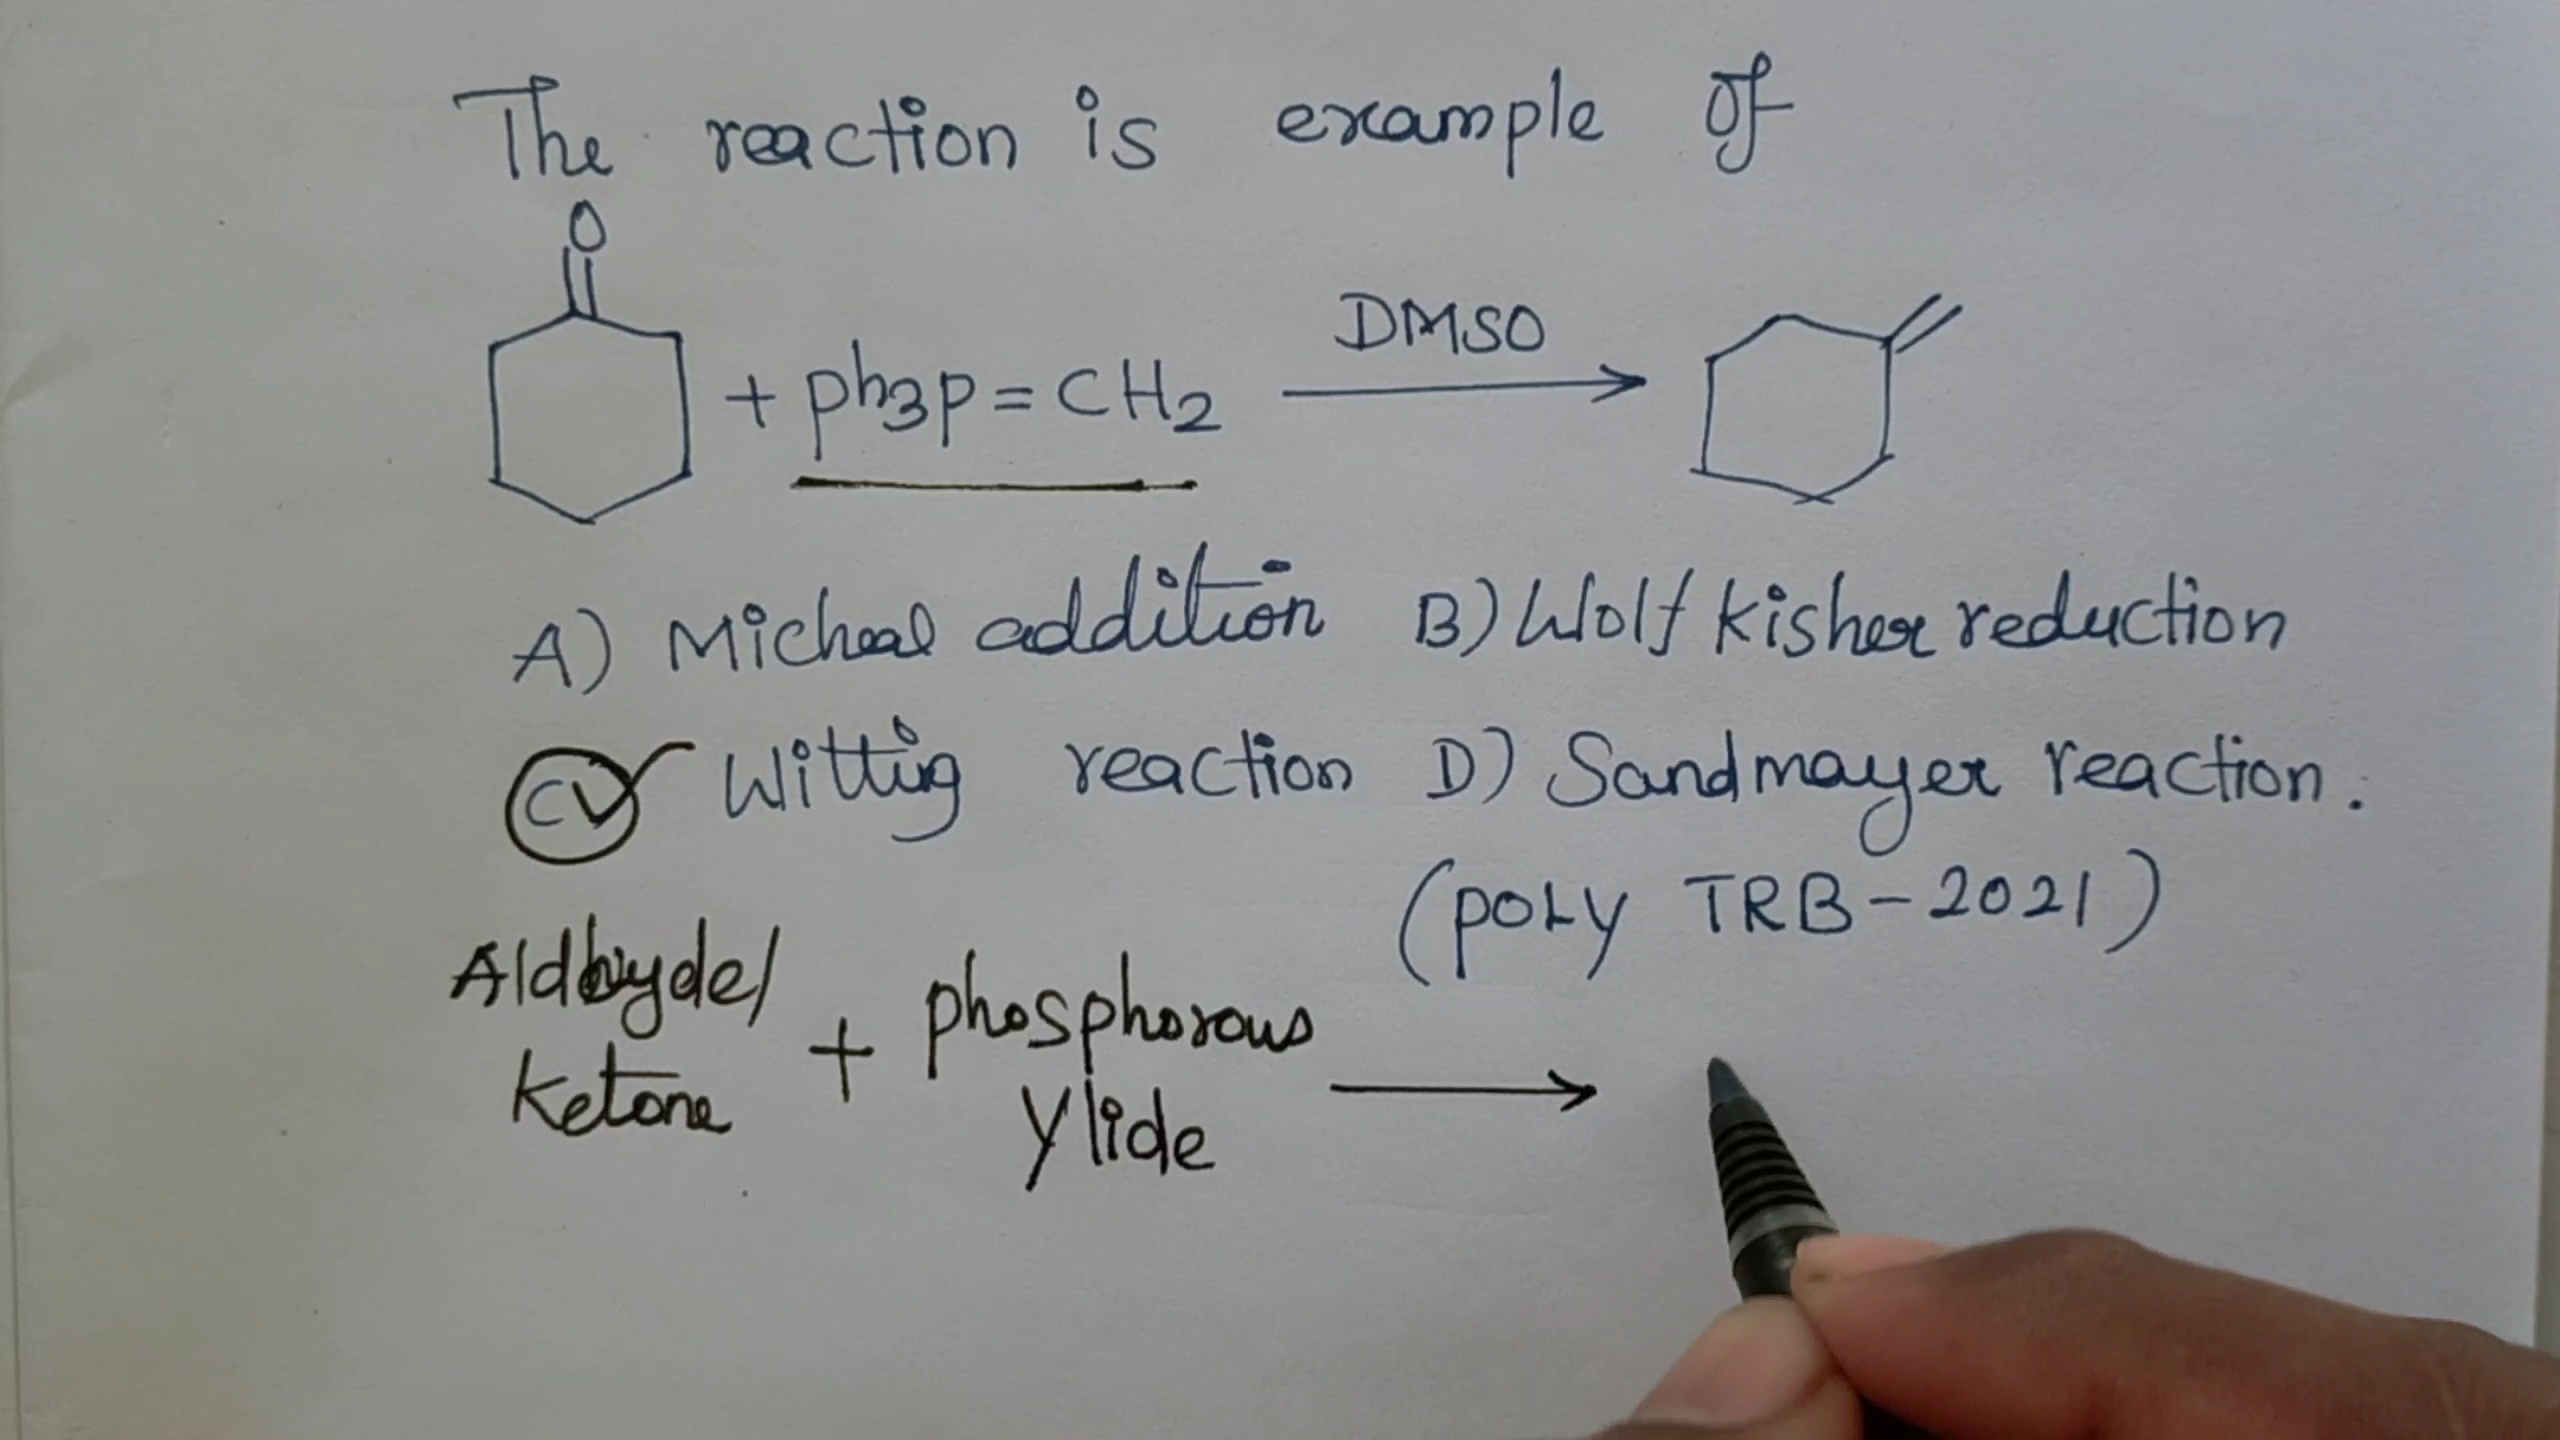 The reaction is example of
O
+ ph3p = CH2 DMSO
A) Micheal addition B) Wolf kisher reduction
C) Wittig reaction D) Sandmayer reaction.
(poLy TRB - 2021)
Aldhyde/
ketone + phosphorous
ylide